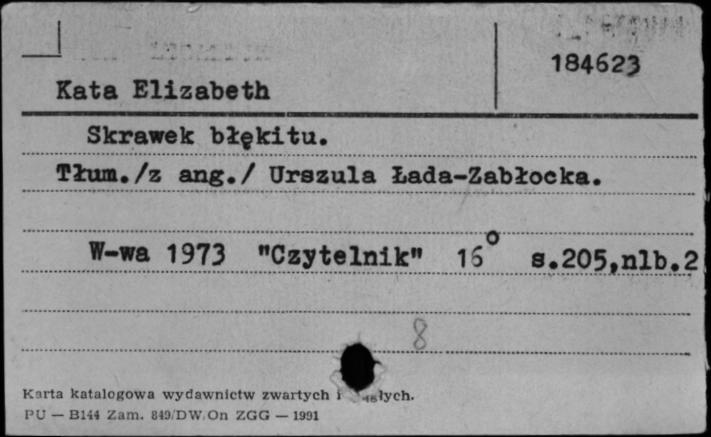 184623
Kata Elizabeth
Skrawek błękitu.
Tłum./z ang./ Urszula Łada-Zabłocka.
W-wa 1973 "Czytelnik" 16° s.205,nlb.2
8
Karta katalogowa wydawnictw zwartych i
PU — B144 Zam. 849/DW/On ZGG — 1991